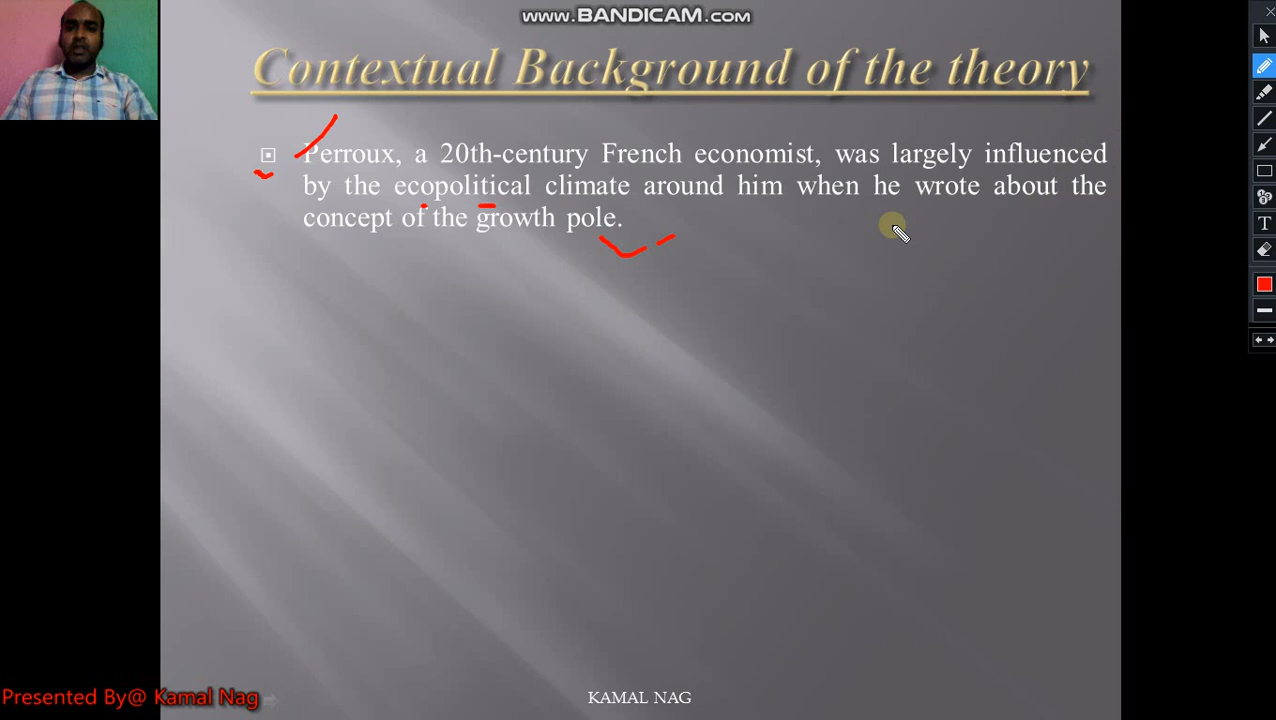 www.BANDICAM.com
Contextual Background of the theory
Perroux, a 20th-century French economist, was largely influenced
by the ecopolitical climate around him when he wrote about the
concept of the growth pole.
Presented By@ Kamal Nag
KAMAL NAG